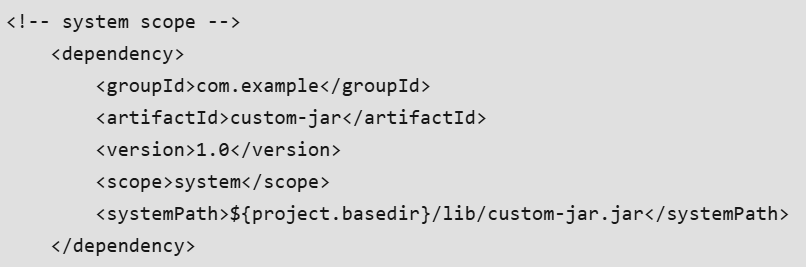 <!-- system scope -->
<dependency>
<groupId>com.example</groupId>
<artifactId>custom-jar</artifactId>
<version>1.0</version>
<scope>system</scope>
<systemPath>${project.basedir}/lib/custom-jar.jar</systemPath>
</dependency>